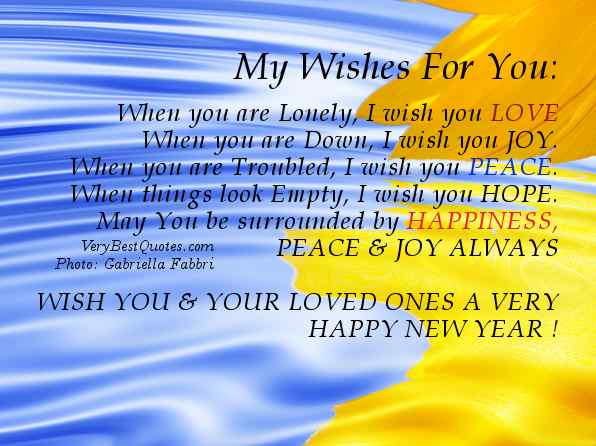 My Wishes For You:
When you are Lonely, I wish you LOVE
When you are Down, I wish you JOY.
When you are Troubled, I wish you PEACE.
When things look Empty, I wish you HOPE.
May You be surrounded by HAPPINESS,
PEACE & JOY ALWAYS
VeryBestQuotes.com
Photo: Gabriella Fabbri
WISH YOU & YOUR LOVED ONES A VERY
HAPPY NEW YEAR !